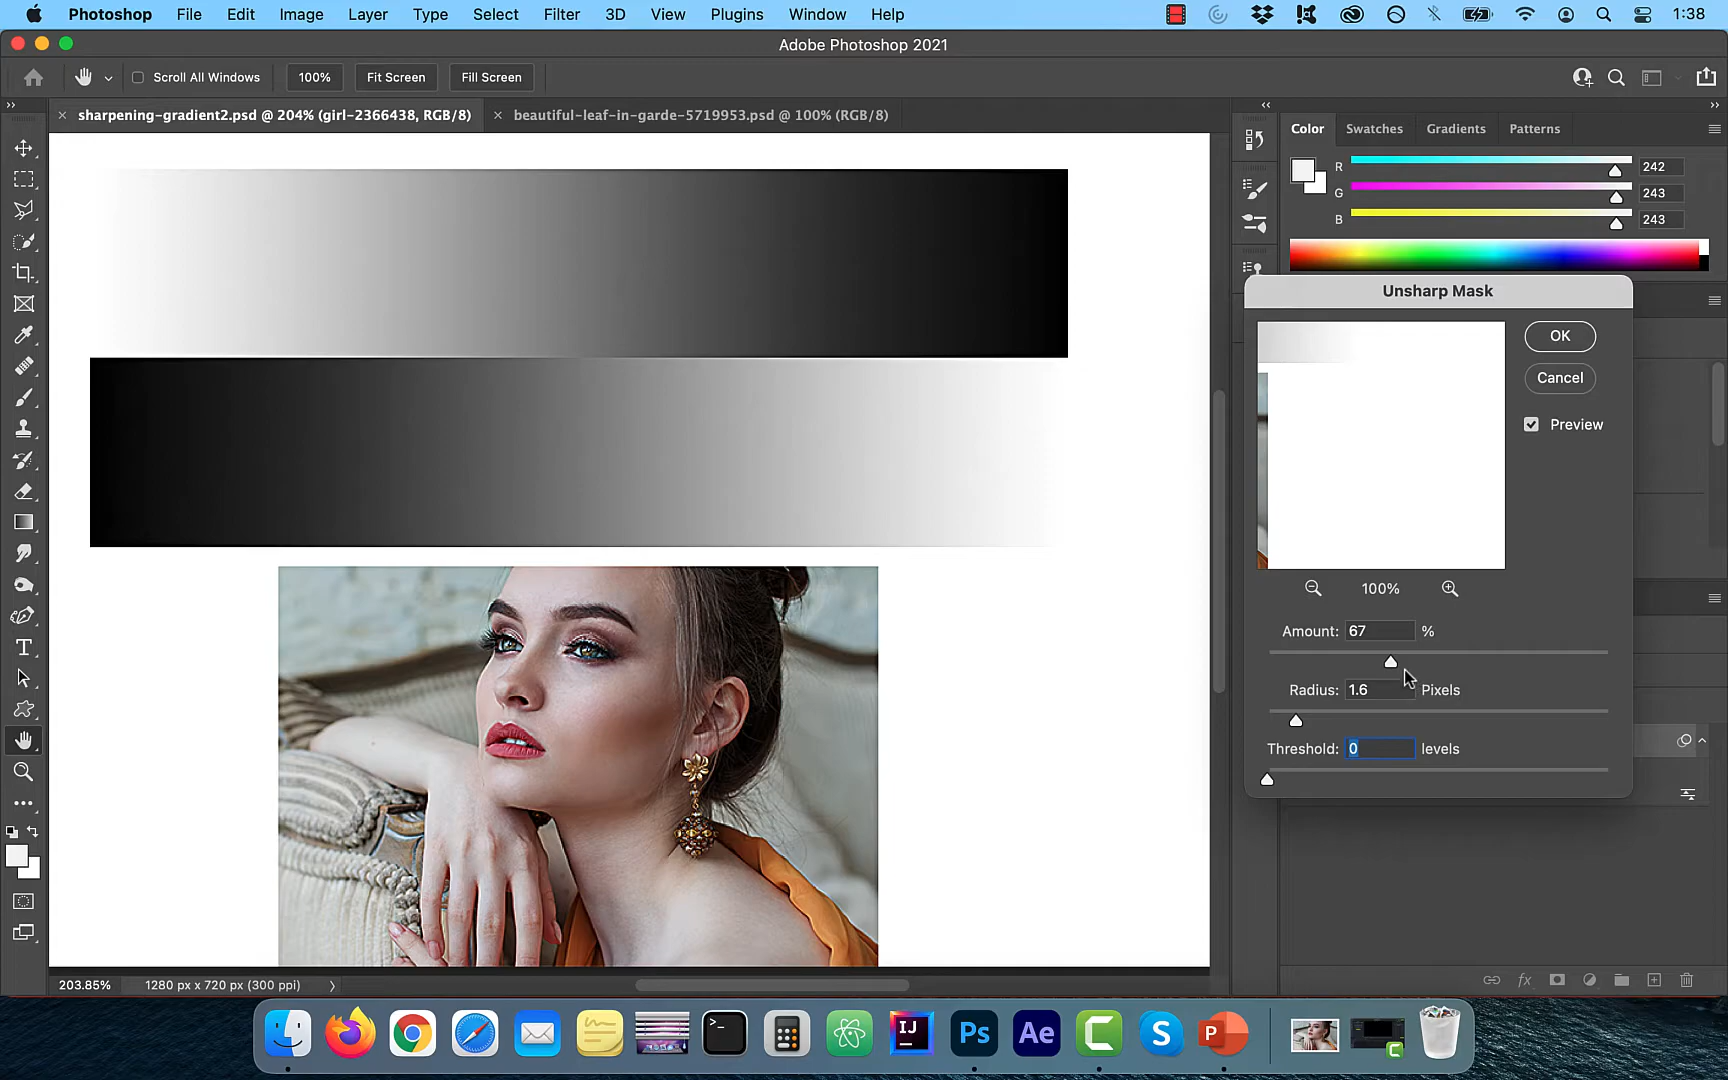 Photoshop File Edit Image Layer Type Select Filter 3D View Plugins Window Help 1:38
Adobe Photoshop 2021
Scroll All Windows 100% Fit Screen Fill Screen
× sharpening-gradient2.psd @ 204% (girl-2366438, RGB/8) × beautiful-leaf-in-garde-5719953.psd @ 100% (RGB/8)
Color Swatches Gradients Patterns
R 242
G 243
B 243
Unsharp Mask
OK
Cancel
Preview
100%
Amount: 67 %
Radius: 1.6 Pixels
Threshold: 0 levels
T
fx
203.85% 1280 px x 720 px (300 ppi)
>_ IJ Ps Ae C S P
C